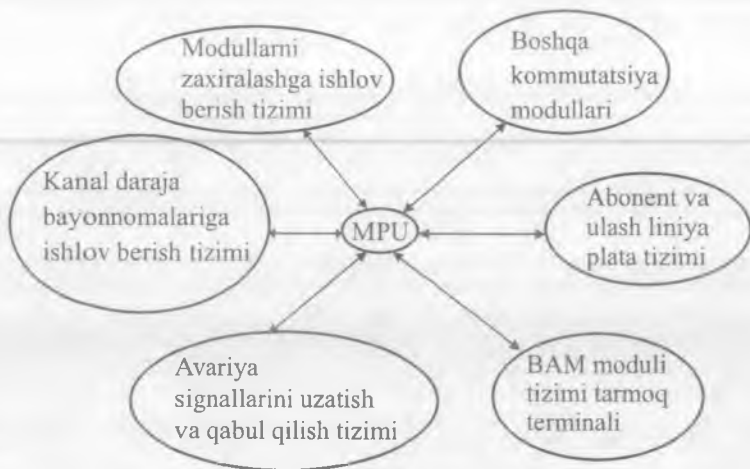 Modullarni
zaxiralashga ishlov
berish tizimi
Boshqa
kommutatsiya
modullari
Kanal daraja
bayonnomalariga
ishlov berish tizimi
MPU
Abonent va
ulash liniya
plata tizimi
Avariya
signallarini uzatish
va qabul qilish tizimi
BAM moduli
tizimi tarmoq
terminali